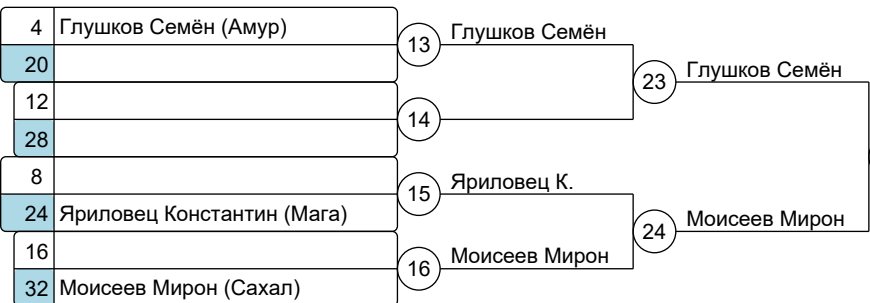 4 Глушков Семён (Амур)
13 Глушков Семён
20
23 Глушков Семён
12
14
28
8
15 Яриловец К.
24 Яриловец Константин (Мага)
24 Моисеев Мирон
16
16 Моисеев Мирон
32 Моисеев Мирон (Сахал)